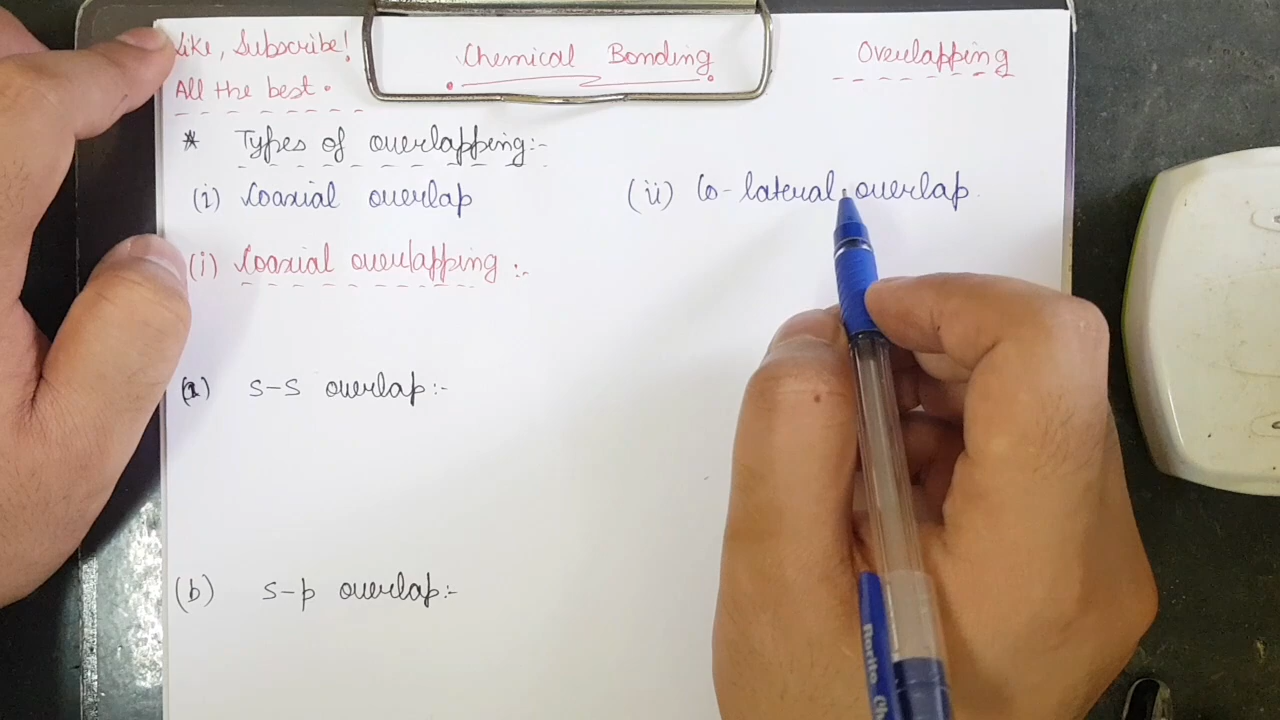 Like, Subscribe!
All the best.
Chemical Bonding
Overlapping
* Types of overlapping:-
(i) Coaxial overlap
(ii) Co-lateral overlap.
(i) Coaxial overlapping :-
(a) s-s overlap:-
(b) s-p overlap:-
Rorito